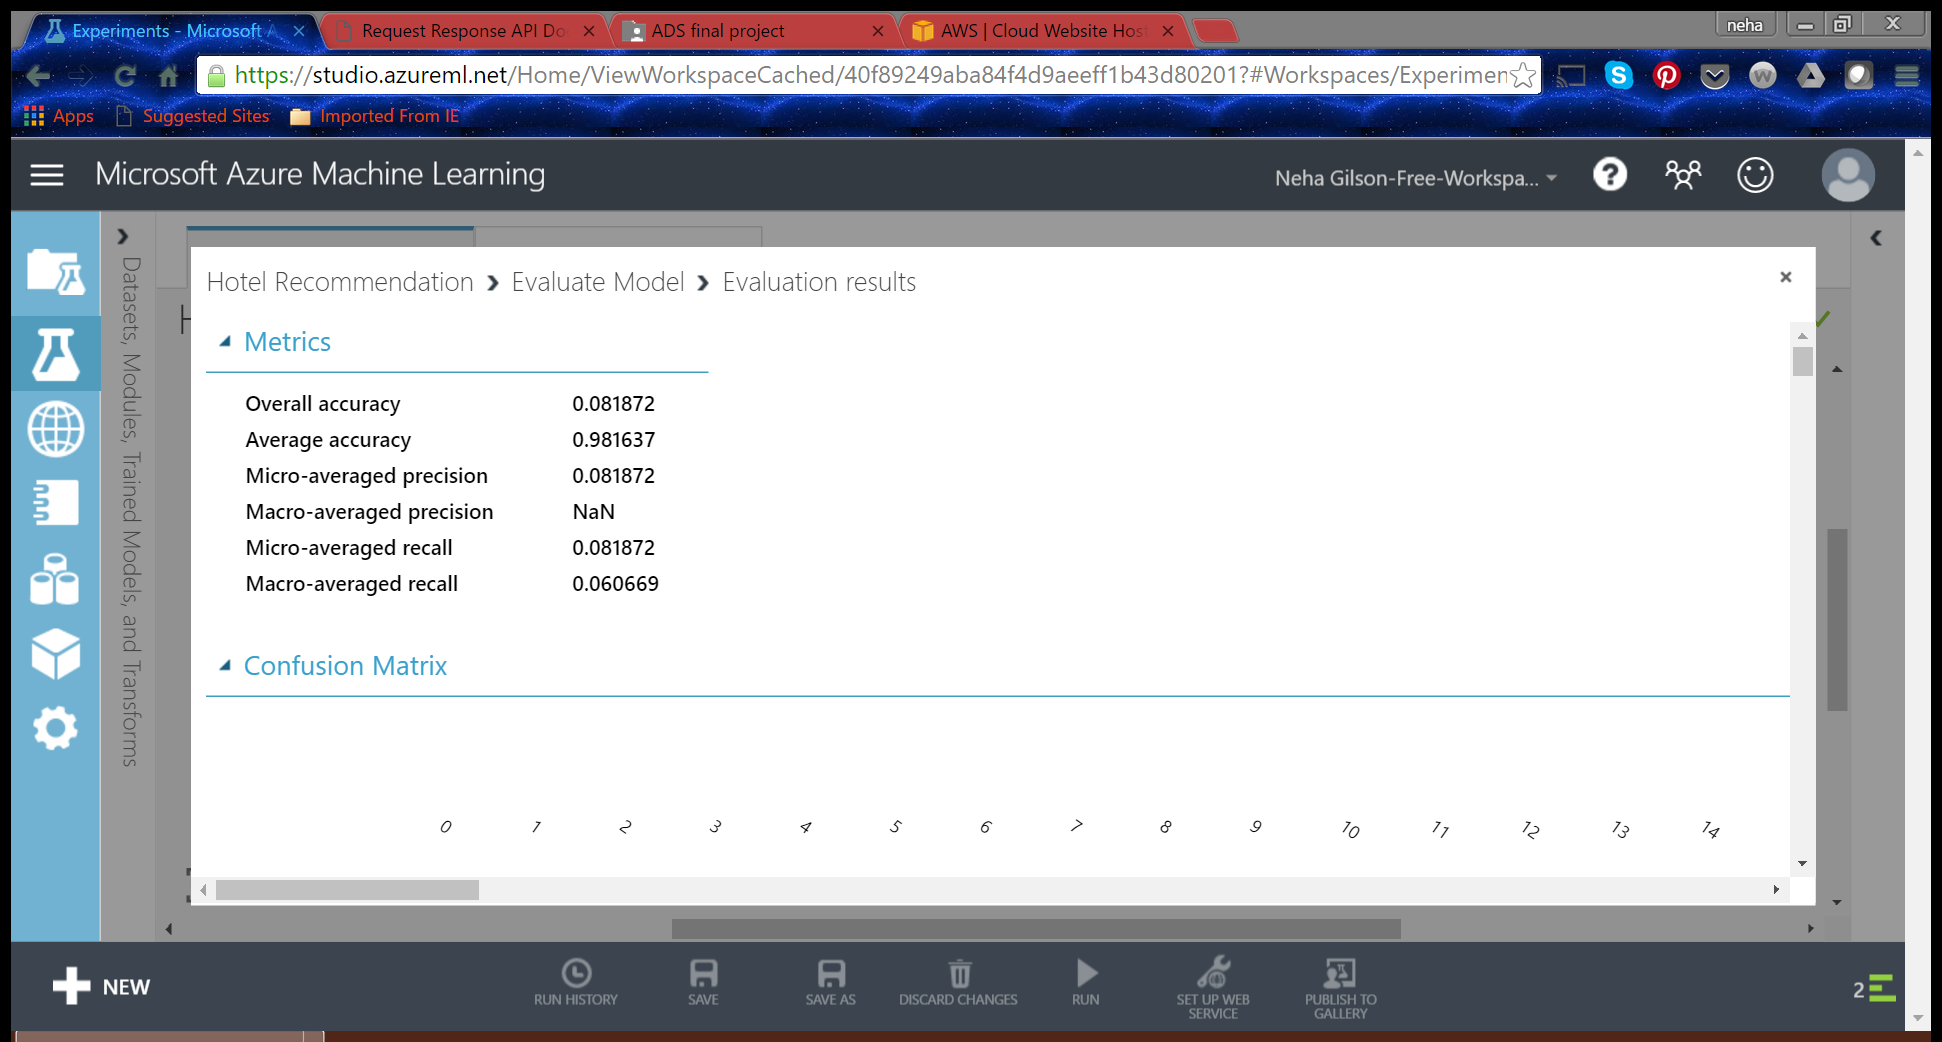 Experiments - Microsoft A
Request Response API Do
ADS final project
AWS | Cloud Website Hos
neha
https://studio.azureml.net/Home/ViewWorkspaceCached/40f89249aba84f4d9aeeff1b43d80201?#Workspaces/Experimen
Apps
Suggested Sites
Imported From IE
Microsoft Azure Machine Learning
Neha Gilson-Free-Workspa...
Datasets, Modules, Trained Models, and Transforms
Hotel Recommendation > Evaluate Model > Evaluation results
Metrics
Overall accuracy 0.081872
Average accuracy 0.981637
Micro-averaged precision 0.081872
Macro-averaged precision NaN
Micro-averaged recall 0.081872
Macro-averaged recall 0.060669
Confusion Matrix
0 1 2 3 4 5 6 7 8 9 10 11 12 13 14
NEW
RUN HISTORY
SAVE
SAVE AS
DISCARD CHANGES
RUN
SET UP WEB
SERVICE
PUBLISH TO
GALLERY
2